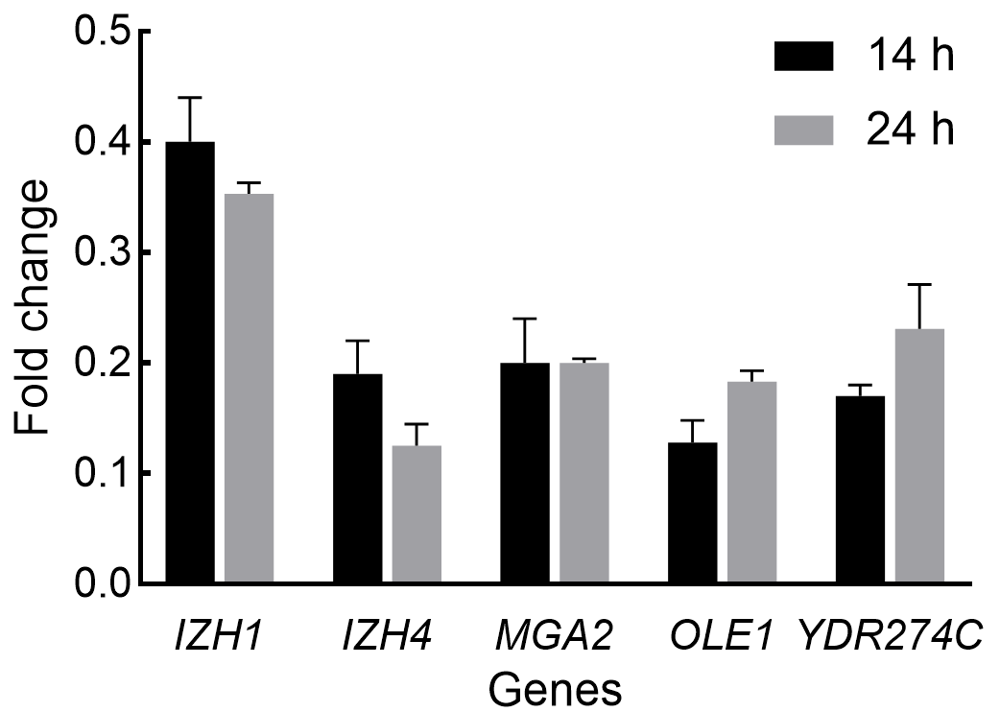 0.5
14 h
24 h
0.4
0.3
0.2
0.1
0.0
Fold change
IZH1 IZH4 MGA2 OLE1 YDR274C
Genes